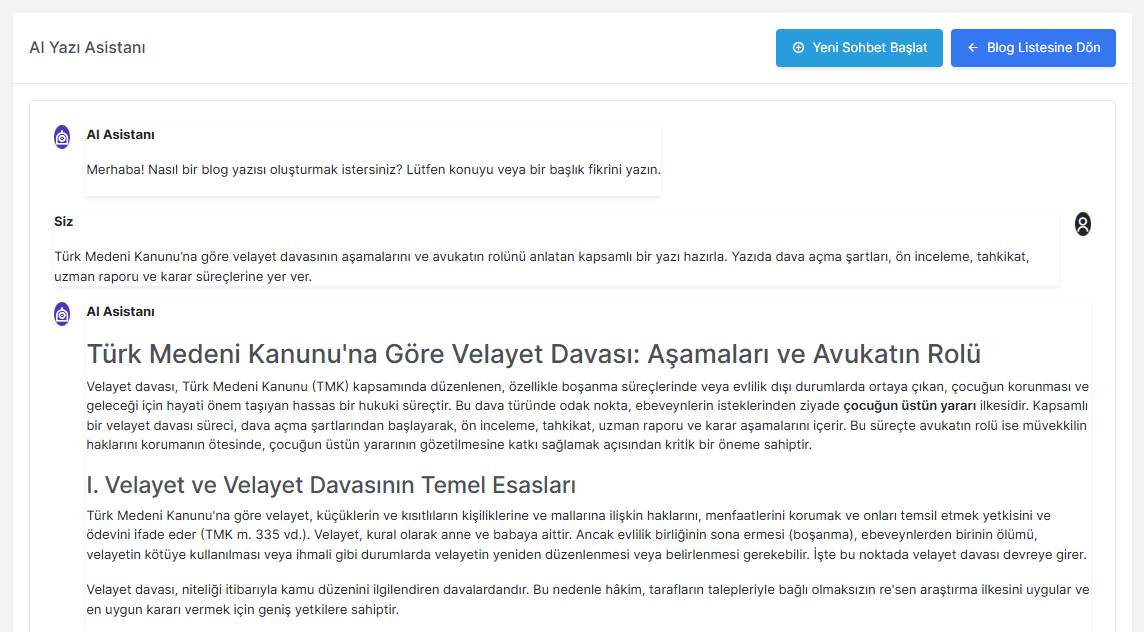 AI Yazı Asistanı
Yeni Sohbet Başlat
Blog Listesine Dön
AI Asistanı
Merhaba! Nasıl bir blog yazısı oluşturmak istersiniz? Lütfen konuyu veya bir başlık fikrini yazın.
Siz
Türk Medeni Kanunu’na göre velayet davasının aşamalarını ve avukatın rolünü anlatan kapsamlı bir yazı hazırla. Yazıda dava açma şartları, ön inceleme, tahkikat,
uzman raporu ve karar süreçlerine yer ver.
AI Asistanı
Türk Medeni Kanunu'na Göre Velayet Davası: Aşamaları ve Avukatın Rolü
Velayet davası, Türk Medeni Kanunu (TMK) kapsamında düzenlenen, özellikle boşanma süreçlerinde veya evlilik dışı durumlarda ortaya çıkan, çocuğun korunması ve
geleceği için hayati önem taşıyan hassas bir hukuki süreçtir. Bu dava türünde odak nokta, ebeveynlerin isteklerinden ziyade çocuğun üstün yararı ilkesidir. Kapsamlı
bir velayet davası süreci, dava açma şartlarından başlayarak, ön inceleme, tahkikat, uzman raporu ve karar aşamalarını içerir. Bu süreçte avukatın rolü ise müvekkilin
haklarını korumanın ötesinde, çocuğun üstün yararının gözetilmesine katkı sağlamak açısından kritik bir öneme sahiptir.
I. Velayet ve Velayet Davasının Temel Esasları
Türk Medeni Kanunu'na göre velayet, küçüklerin ve kısıtlıların kişiliklerine ve mallarına ilişkin haklarını, menfaatlerini korumak ve onları temsil etmek yetkisini ve
ödevini ifade eder (TMK m. 335 vd.). Velayet, kural olarak anne ve babaya aittir. Ancak evlilik birliğinin sona ermesi (boşanma), ebeveynlerden birinin ölümü,
velayetin kötüye kullanılması veya ihmali gibi durumlarda velayetin yeniden düzenlenmesi veya belirlenmesi gerekebilir. İşte bu noktada velayet davası devreye girer.
Velayet davası, niteliği itibarıyla kamu düzenini ilgilendiren davalardandır. Bu nedenle hâkim, tarafların talepleriyle bağlı olmaksızın re'sen araştırma ilkesini uygular ve
en uygun kararı vermek için geniş yetkilere sahiptir.